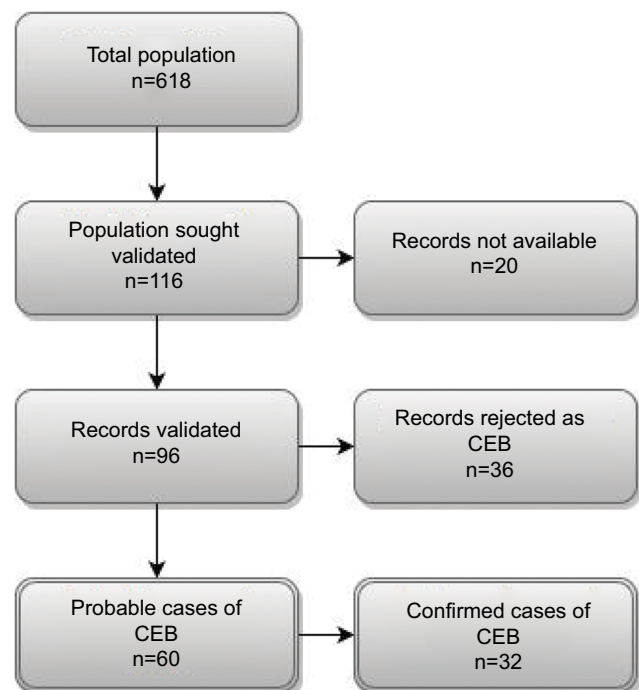 Total population
n=618
Population sought
validated
n=116
Records not available
n=20
Records validated
n=96
Records rejected as
CEB
n=36
Probable cases of
CEB
n=60
Confirmed cases of
CEB
n=32